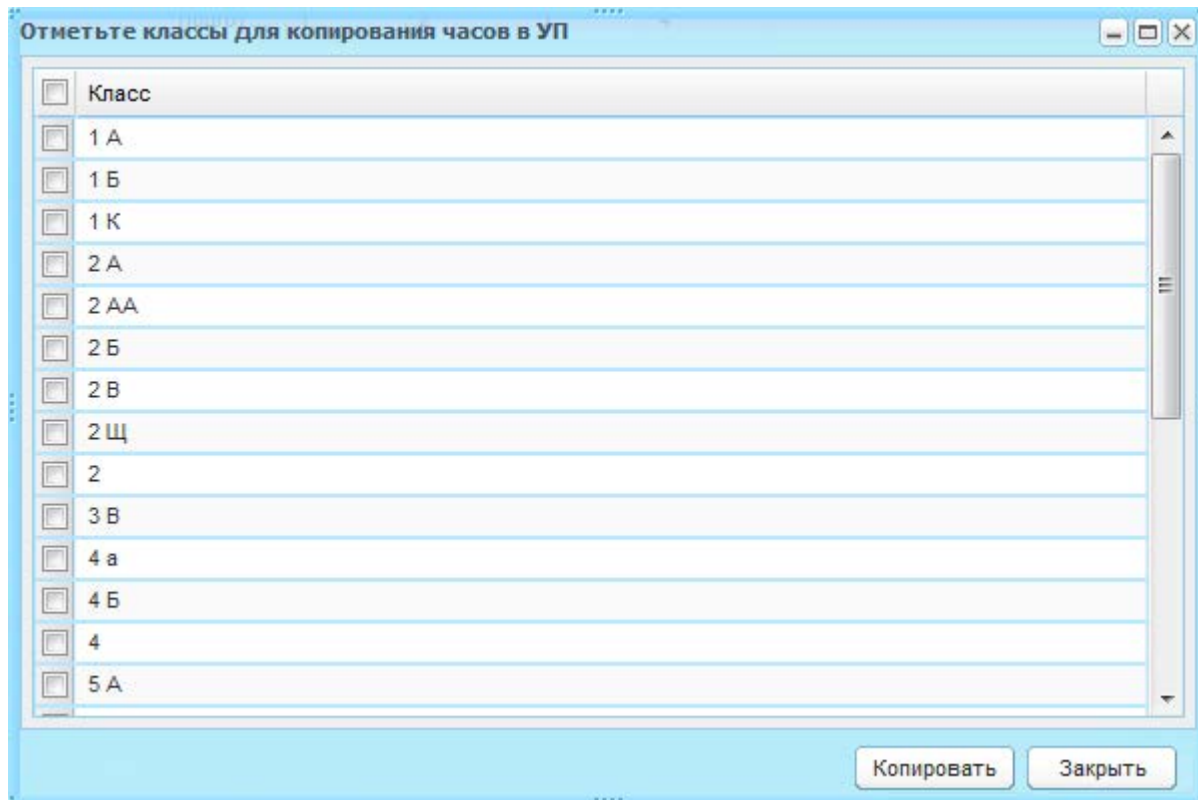 Отметьте классы для копирования часов в УП
Класс
1 А
1 Б
1 К
2 А
2 АА
2 Б
2 В
2 Щ
2
3 В
4 а
4 Б
4
5 А
Копировать Закрыть